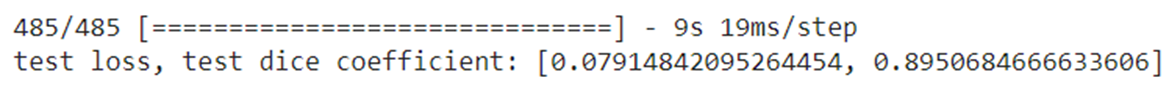 485/485 [==============================] - 9s 19ms/step
test loss, test dice coefficient: [0.07914842095264454, 0.8950684666633606]